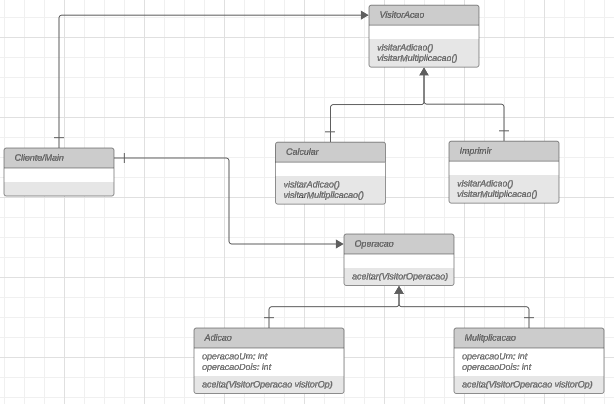 VisitorAcao
visitarAdicao()
visitarMultiplicacao()
Cliente/Main
Calcular
visitarAdicao()
visitarMultiplicacao()
Imprimir
visitarAdicao()
visitarMultiplicacao()
Operacao
aceitar(VisitorOperacao)
Adicao
operacaoUm: int
operacaoDois: int
aceita(VisitorOperacao visitorOp)
Mulitplicacao
operacaoUm: int
operacaoDois: int
aceita(VisitorOperacao visitorOp)